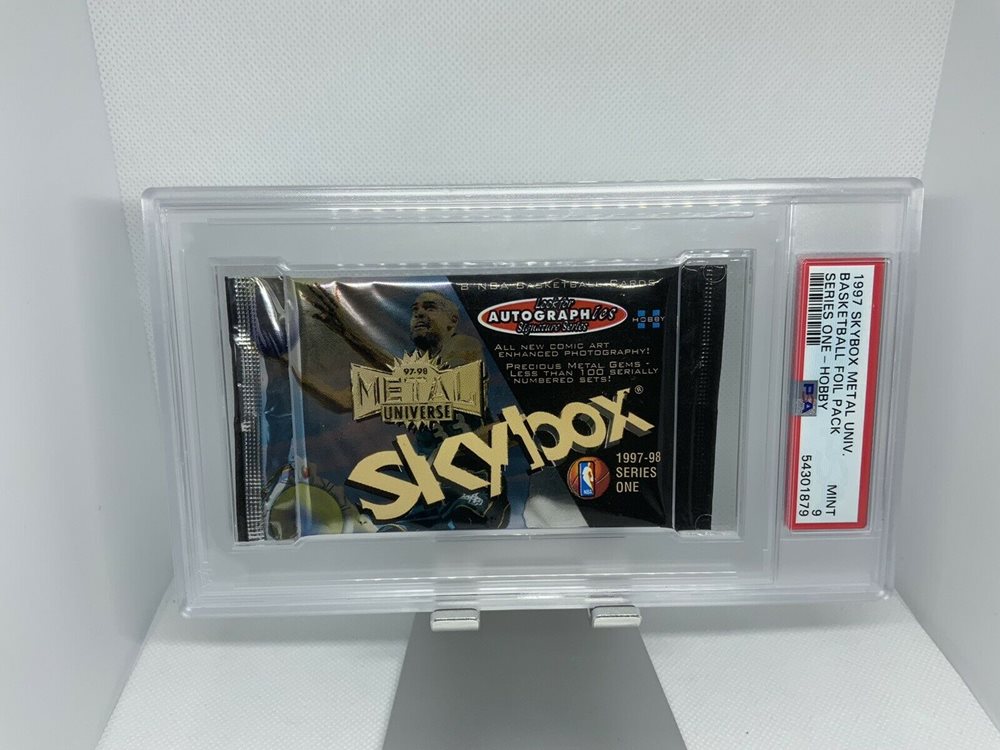 8 NBA BASKETBALL CARDS
Look for
AUTOGRAPHics
Signature Series
HOBBY
ALL NEW COMIC ART
ENHANCED PHOTOGRAPHY!
PRECIOUS METAL GEMS -
LESS THAN 100 SERIALLY
NUMBERED SETS!
97-98
METAL
UNIVERSE
skybox®
1997-98
SERIES
ONE
NBA
1997 SKYBOX METAL UNIV.
BASKETBALL FOIL PACK
SERIES ONE - HOBBY
MINT
9
54301879
PSA